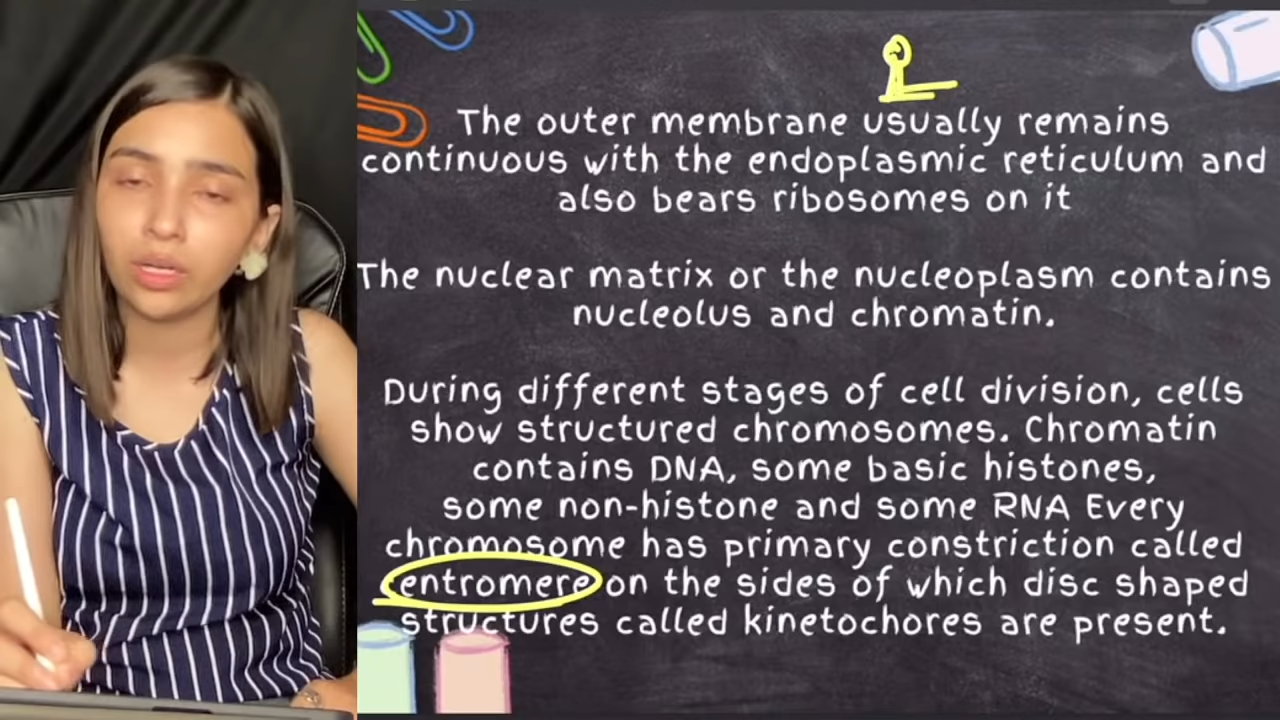 The outer membrane usually remains
continuous with the endoplasmic reticulum and
also bears ribosomes on it
The nuclear matrix or the nucleoplasm contains
nucleolus and chromatin.
During different stages of cell division, cells
show structured chromosomes. Chromatin
contains DNA, some basic histones,
some non-histone and some RNA Every
chromosome has primary constriction called
centromere on the sides of which disc shaped
structures called kinetochores are present.